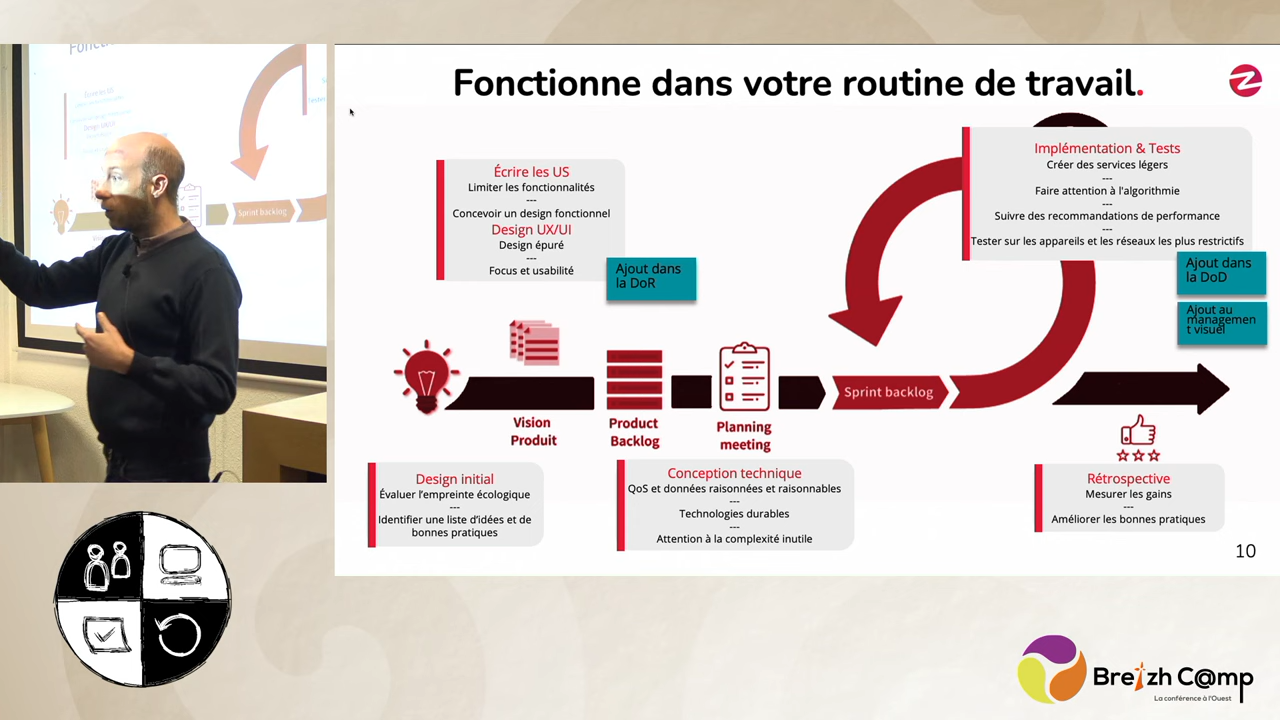 Fonctionne dans votre routine de travail.
Écrire les US
Limiter les fonctionnalités
---
Concevoir un design fonctionnel
Design UX/UI
Design épuré
---
Focus et usabilité
Ajout dans
la DoR
Implémentation & Tests
Créer des services légers
---
Faire attention à l'algorithmie
---
Suivre des recommandations de performance
---
Tester sur les appareils et les réseaux les plus restrictifs
Ajout dans
la DoD
Ajout au
managemen
t visuel
Sprint backlog
Vision
Produit
Product
Backlog
Planning
meeting
Design initial
Évaluer l'empreinte écologique
---
Identifier une liste d'idées et de
bonnes pratiques
Conception technique
QoS et données raisonnées et raisonnables
---
Technologies durables
---
Attention à la complexité inutile
Rétrospective
Mesurer les gains
---
Améliorer les bonnes pratiques
10
Sprint backlog
Breizh C@mp
La conférence à l'Ouest